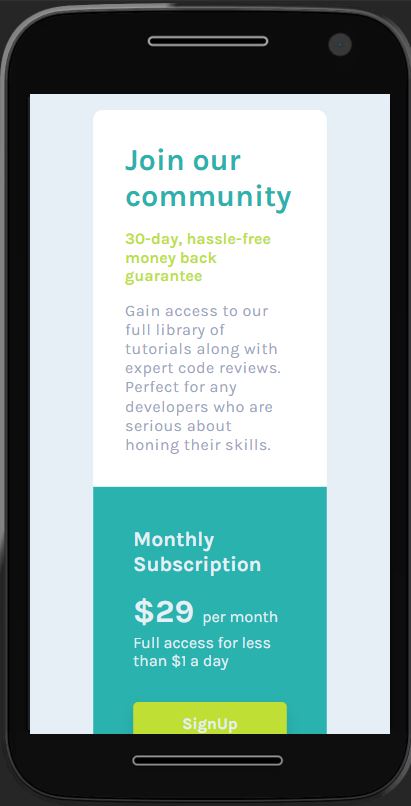 Join our
community
30-day, hassle-free
money back
guarantee
Gain access to our
full library of
tutorials along with
expert code reviews.
Perfect for any
developers who are
serious about
honing their skills.
Monthly
Subscription
$29 per month
Full access for less
than $1 a day
SignUp